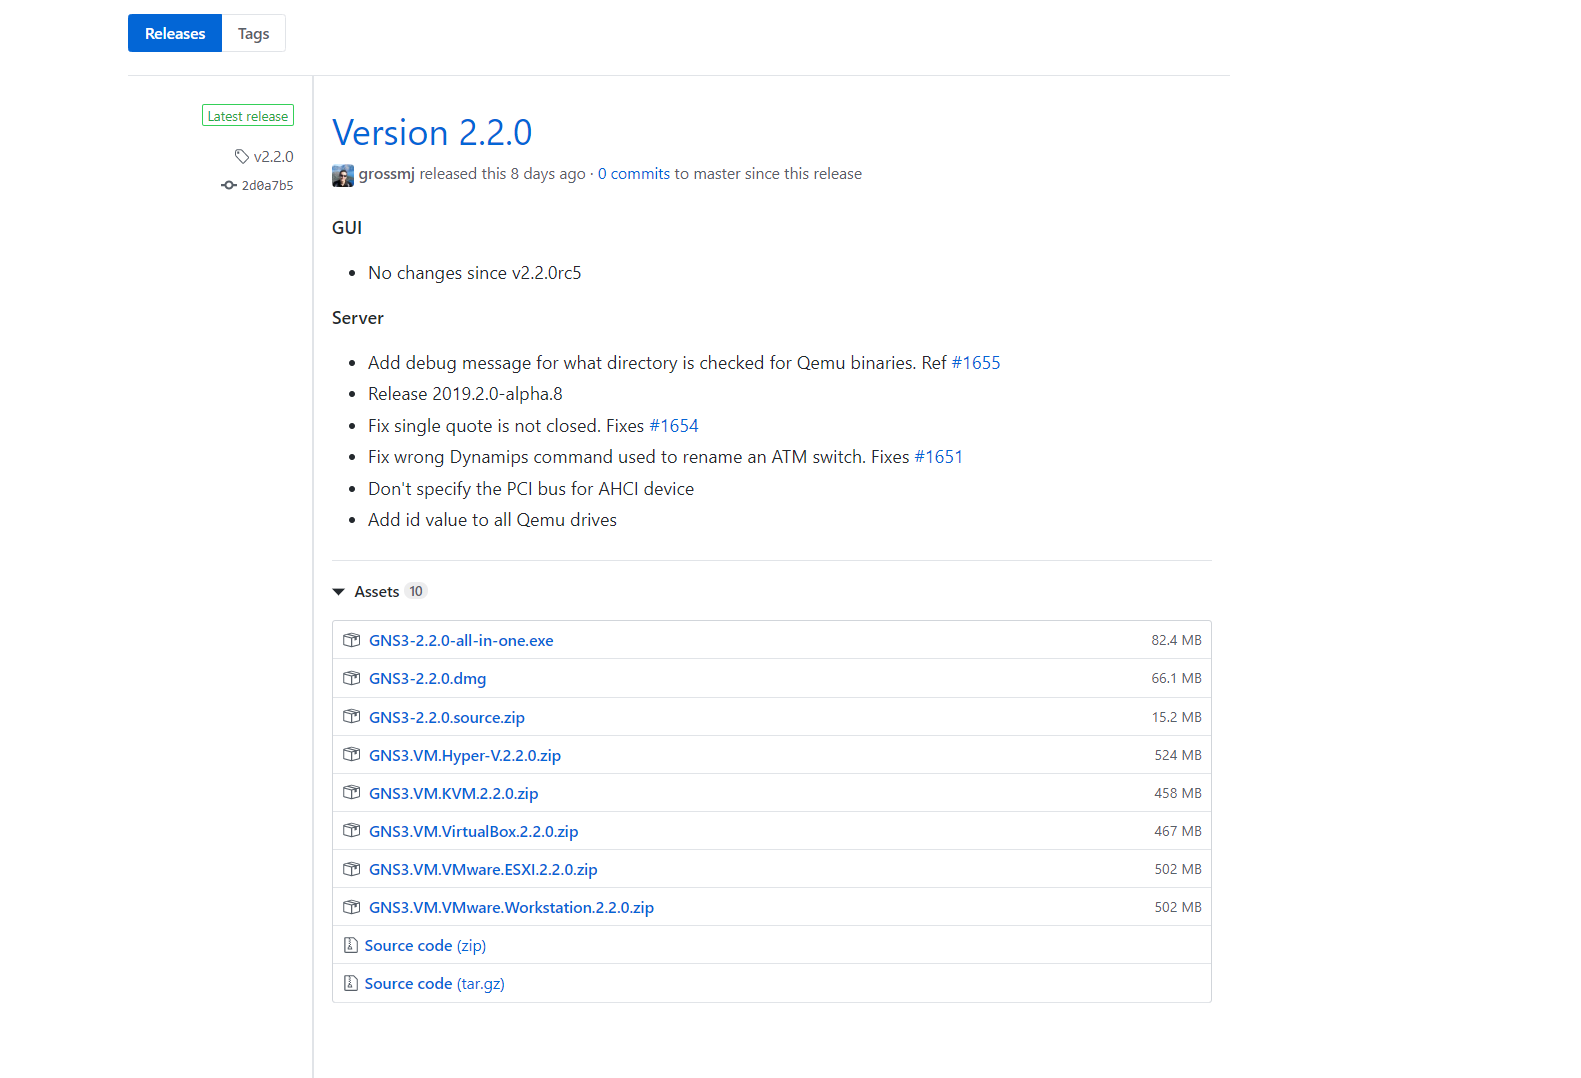 Releases Tags
Latest release
v2.2.0
2d0a7b5
Version 2.2.0
grossmj released this 8 days ago · 0 commits to master since this release
GUI
• No changes since v2.2.0rc5
Server
• Add debug message for what directory is checked for Qemu binaries. Ref #1655
• Release 2019.2.0-alpha.8
• Fix single quote is not closed. Fixes #1654
• Fix wrong Dynamips command used to rename an ATM switch. Fixes #1651
• Don't specify the PCI bus for AHCI device
• Add id value to all Qemu drives
Assets 10
GNS3-2.2.0-all-in-one.exe 82.4 MB
GNS3-2.2.0.dmg 66.1 MB
GNS3-2.2.0.source.zip 15.2 MB
GNS3.VM.Hyper-V.2.2.0.zip 524 MB
GNS3.VM.KVM.2.2.0.zip 458 MB
GNS3.VM.VirtualBox.2.2.0.zip 467 MB
GNS3.VM.VMware.ESXI.2.2.0.zip 502 MB
GNS3.VM.VMware.Workstation.2.2.0.zip 502 MB
Source code (zip)
Source code (tar.gz)